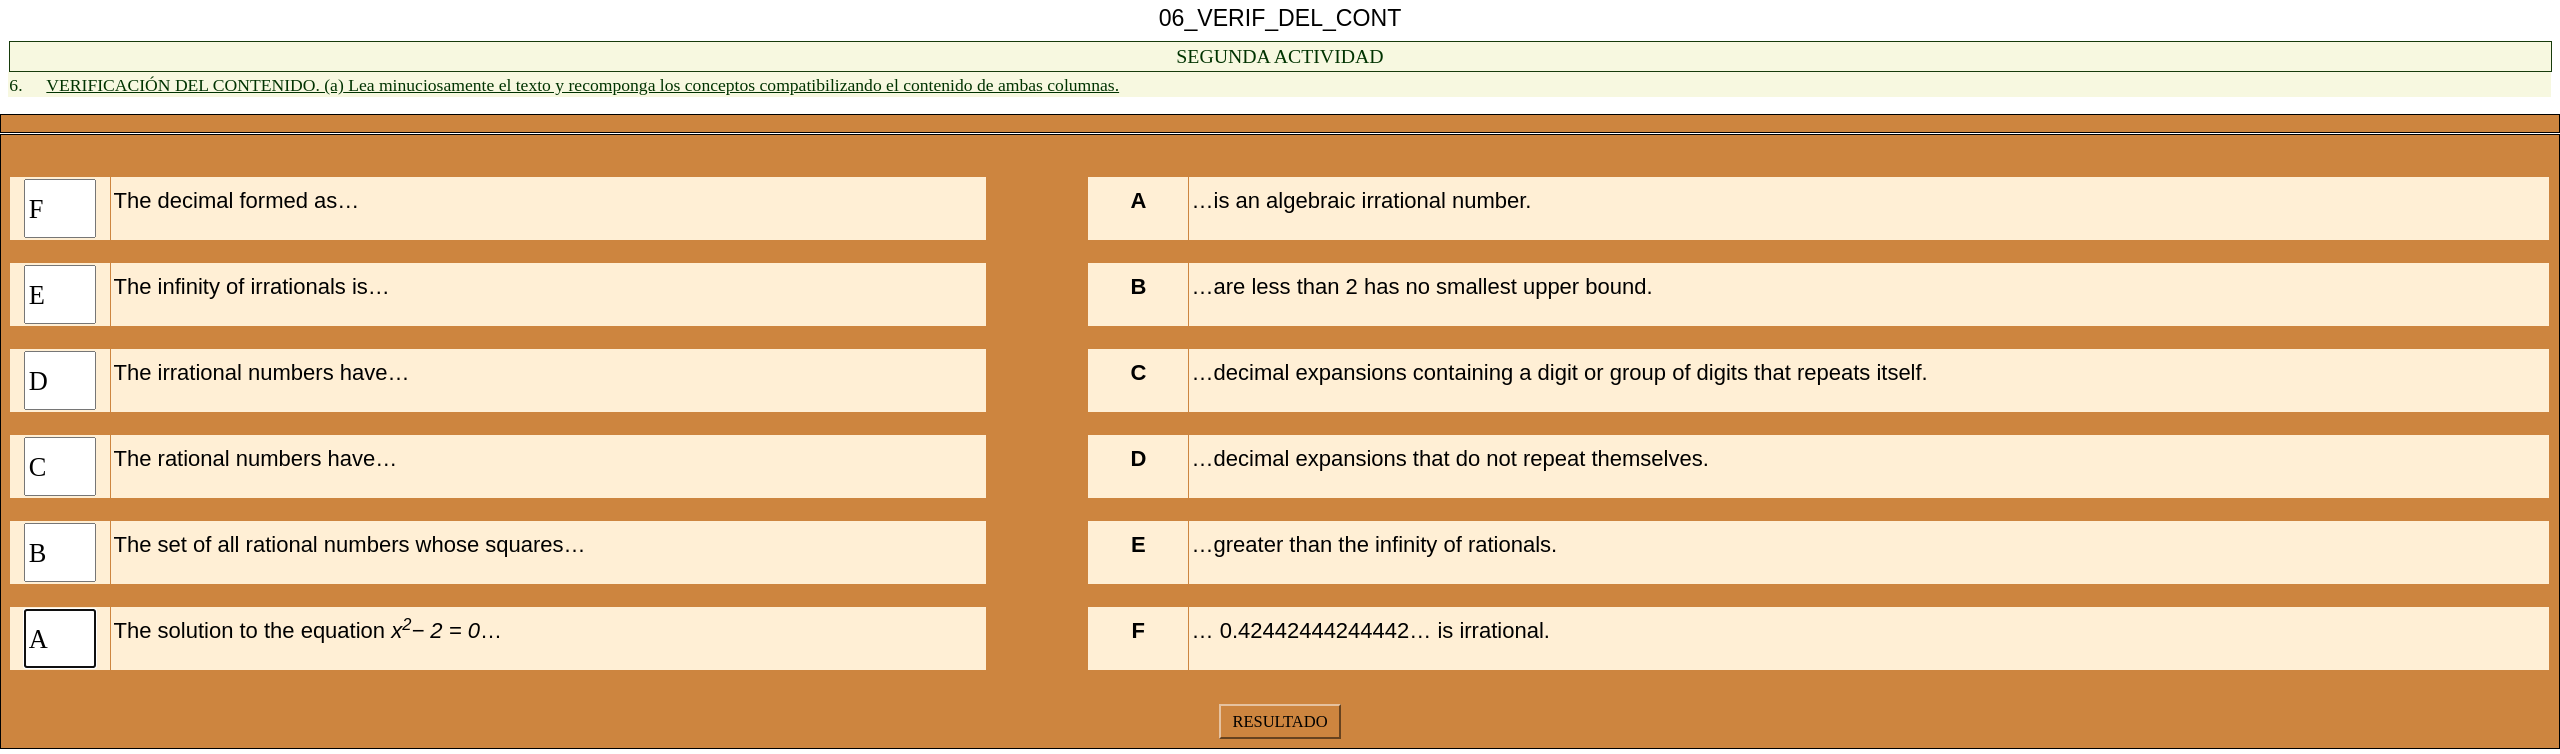 06_VERIF_DEL_CONT
SEGUNDA ACTIVIDAD
6. VERIFICACIÓN DEL CONTENIDO. (a) Lea minuciosamente el texto y recomponga los conceptos compatibilizando el contenido de ambas columnas.
F The decimal formed as… A …is an algebraic irrational number.
E The infinity of irrationals is… B …are less than 2 has no smallest upper bound.
D The irrational numbers have… C …decimal expansions containing a digit or group of digits that repeats itself.
C The rational numbers have… D …decimal expansions that do not repeat themselves.
B The set of all rational numbers whose squares… E …greater than the infinity of rationals.
A The solution to the equation x²− 2 = 0… F … 0.42442444244442… is irrational.
RESULTADO